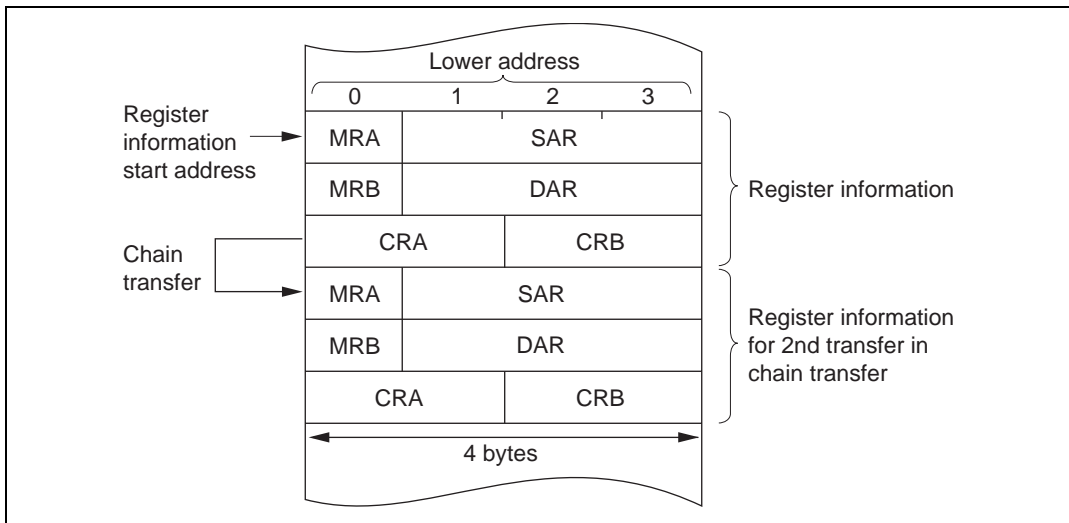 Lower address
0 1 2 3
Register
information
start address
MRA SAR
MRB DAR
Register information
CRA CRB
Chain
transfer
MRA SAR
MRB DAR
Register information
for 2nd transfer in
chain transfer
CRA CRB
4 bytes